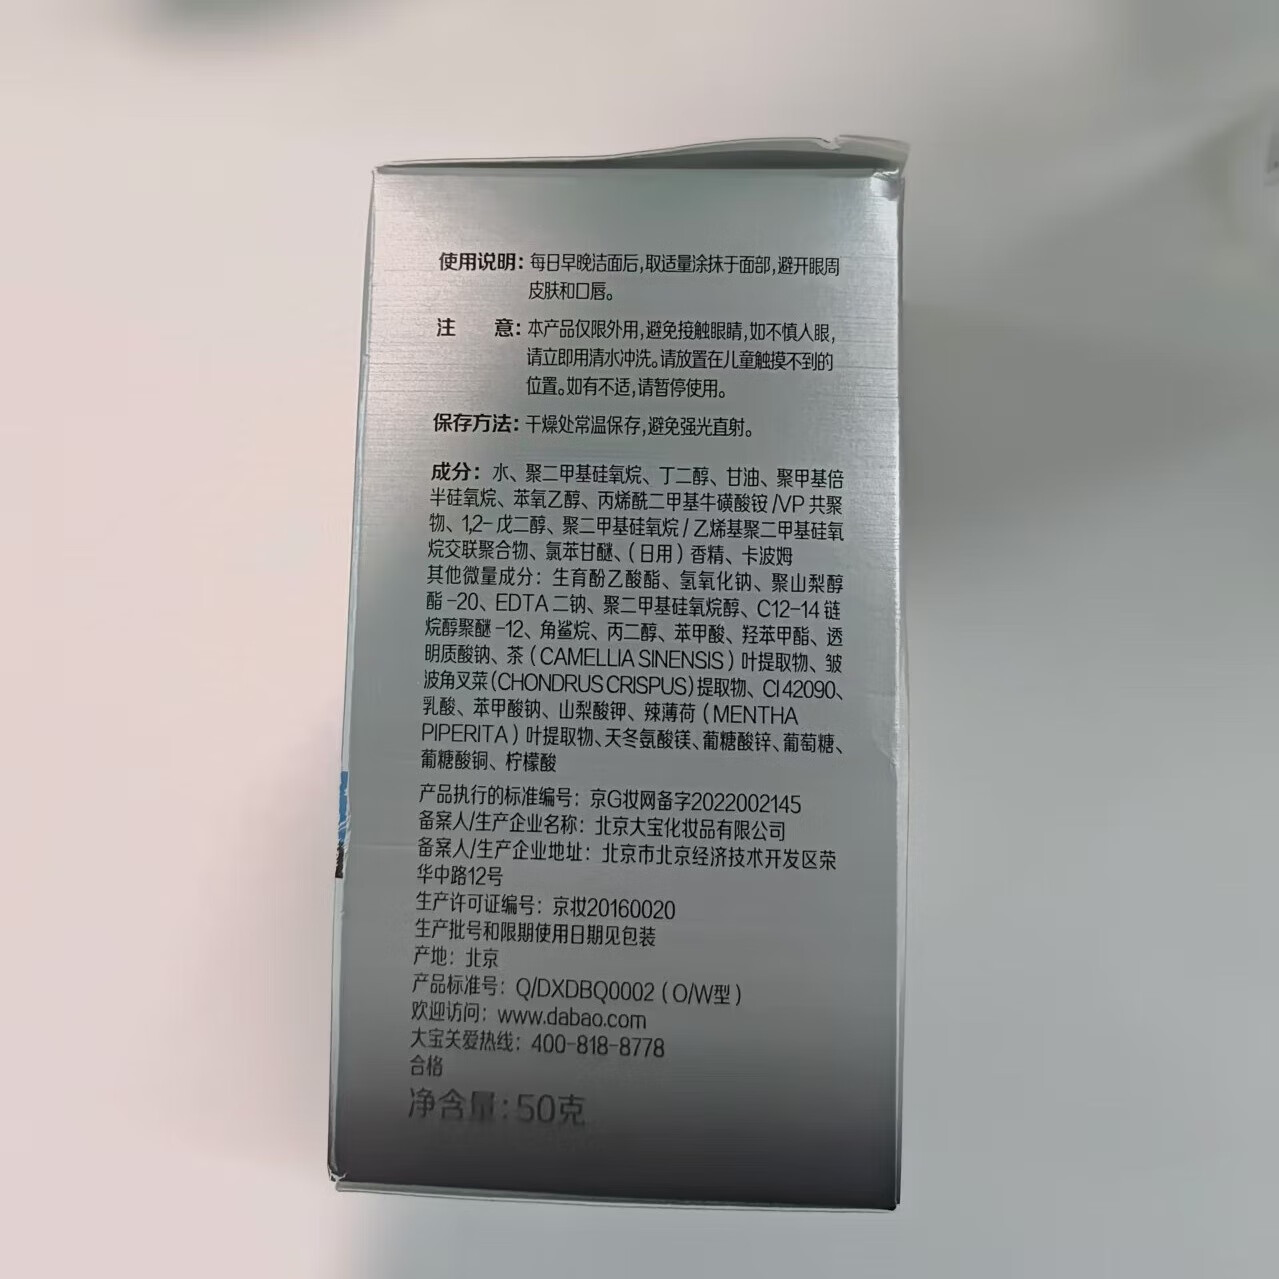 使用说明：每日早晚洁面后，取适量涂抹于面部，避开眼周
皮肤和口唇。
注 意：本产品仅限外用，避免接触眼睛，如不慎入眼，
请立即用清水冲洗。请放置在儿童触摸不到的
位置。如有不适，请暂停使用。
保存方法：干燥处常温保存，避免强光直射。
成分：水、聚二甲基硅氧烷、丁二醇、甘油、聚甲基倍
半硅氧烷、苯氧乙醇、丙烯酰二甲基牛磺酸铵/VP共聚
物、1,2-戊二醇、聚二甲基硅氧烷/乙烯基聚二甲基硅氧
烷交联聚合物、氯苯甘醚、（日用）香精、卡波姆
其他微量成分：生育酚乙酸酯、氢氧化钠、聚山梨醇
酯-20、EDTA二钠、聚二甲基硅氧烷醇、C12-14链
烷醇聚醚-12、角鲨烷、丙二醇、苯甲酸、羟苯甲酯、透
明质酸钠、茶（CAMELLIA SINENSIS）叶提取物、皱
波角叉菜（CHONDRUS CRISPUS）提取物、CI 42090、
乳酸、苯甲酸钠、山梨酸钾、辣薄荷（MENTHA
PIPERITA）叶提取物、天冬氨酸镁、葡糖酸锌、葡萄糖、
葡糖酸铜、柠檬酸
产品执行的标准编号：京G妆网备字2022002145
备案人/生产企业名称：北京大宝化妆品有限公司
备案人/生产企业地址：北京市北京经济技术开发区荣
华中路12号
生产许可证编号：京妆20160020
生产批号和限期使用日期见包装
产地：北京
产品标准号：Q/DXDBQ0002（O/W型）
欢迎访问：www.dabao.com
大宝关爱热线：400-818-8778
合格
净含量：50克